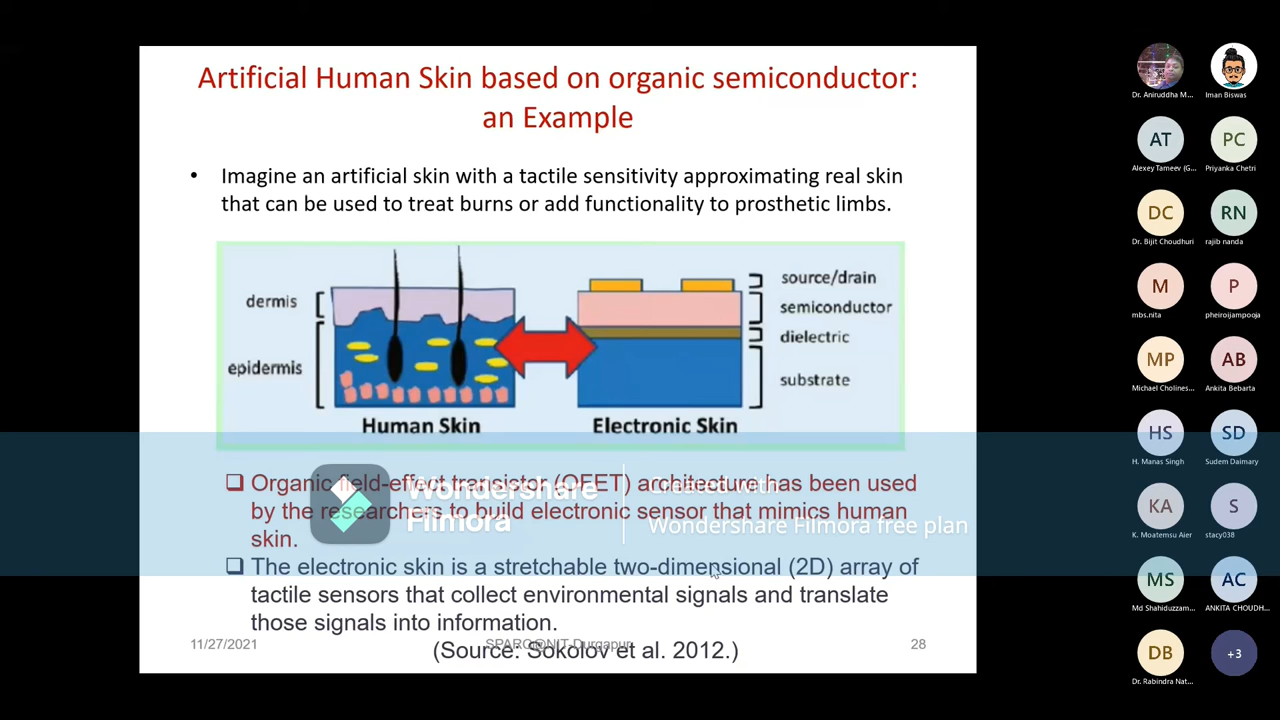 Artificial Human Skin based on organic semiconductor:
an Example
• Imagine an artificial skin with a tactile sensitivity approximating real skin
that can be used to treat burns or add functionality to prosthetic limbs.
dermis
epidermis
Human Skin
source/drain
semiconductor
dielectric
substrate
Electronic Skin
❑ Organic field-effect transistor (OFET) architecture has been used
by the researchers to build electronic sensor that mimics human
skin.
Wondershare
Filmora
Created with
Wondershare Filmora free plan
❑ The electronic skin is a stretchable two-dimensional (2D) array of
tactile sensors that collect environmental signals and translate
those signals into information.
(Source: Sokolov et al. 2012.)
11/27/2021
SPARC@NIT-Durgapur
28
Dr. Aniruddha M...
Iman Biswas
AT
Alexey Tameev (G...
PC
Priyanka Chetri
DC
Dr. Bijit Choudhuri
RN
rajib nanda
M
mbs.nita
P
pheiroijampooja
MP
Michael Cholines...
AB
Ankita Bebarta
HS
H. Manas Singh
SD
Sudem Daimary
KA
K. Moatemsu Aier
S
stacy038
MS
Md Shahiduzzam...
AC
ANKITA CHOUDH...
DB
Dr. Rabindra Nat...
+3